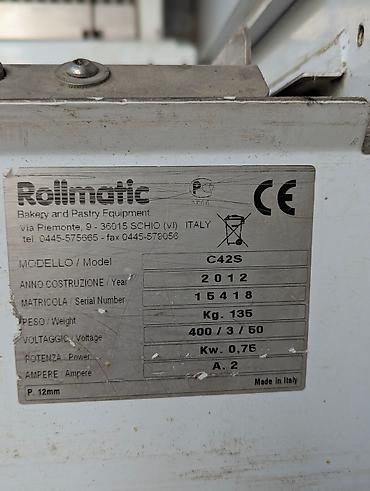 Rollmatic
Bakery and Pastry Equipment
via Piemonte, 9 - 36015 SCHIO (VI) ITALY
tel. 0445-575665 - fax 0445-579056
CE
MODELLO / Model C42S
ANNO COSTRUZIONE / Year 2012
MATRICOLA / Serial Number 15418
PESO / Weight Kg. 135
VOLTAGGIO / Voltage 400 / 3 / 50
POTENZA / Power Kw. 0,75
AMPERE / Ampere A. 2
P. 12mm Made in Italy